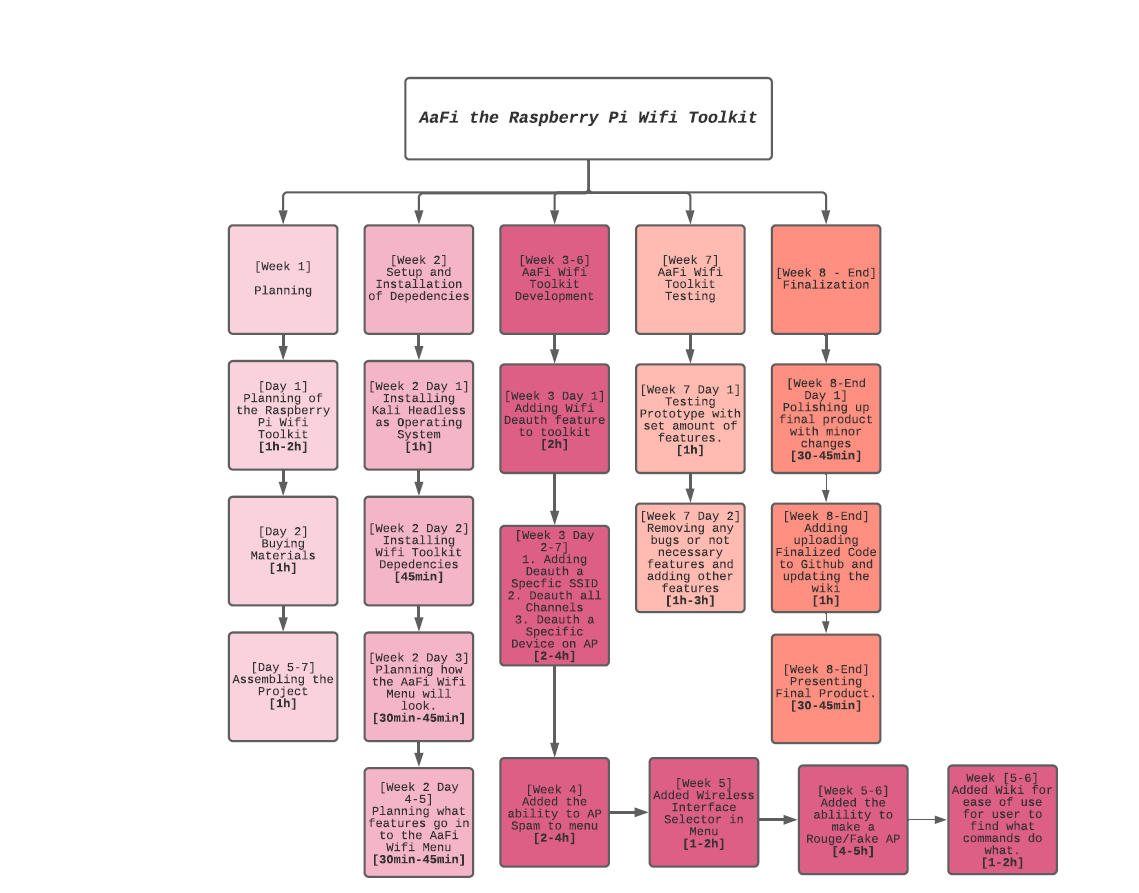 AaFi the Raspberry Pi Wifi Toolkit
[Week 1]
Planning
[Week 2]
Setup and
Installation
of Depedencies
[Week 3-6]
AaFi Wifi
Toolkit
Development
[Week 7]
AaFi Wifi
Toolkit
Testing
[Week 8 - End]
Finalization
[Day 1]
Planning of
the Raspberry
Pi Wifi
Toolkit
[1h-2h]
[Week 2 Day 1]
Installing
Kali Headless
as Operating
System
[1h]
[Week 3 Day 1]
Adding Wifi
Deauth feature
to toolkit
[2h]
[Week 7 Day 1]
Testing
Prototype with
set amount of
features.
[1h]
[Week 8-End
Day 1]
Polishing up
final product
with minor
changes
[30-45min]
[Day 2]
Buying
Materials
[1h]
[Week 2 Day 2]
Installing
Wifi Toolkit
Depedencies
[45min]
[Week 3 Day
2-7]
1. Adding
Deauth a
Specfic SSID
2. Deauth all
Channels
3. Deauth a
Specific
Device on AP
[2-4h]
[Week 7 Day 2]
Removing any
bugs or not
necessary
features and
adding other
features
[1h-3h]
[Week 8-End]
Adding
uploading
Finalized Code
to Github and
updating the
wiki
[1h]
[Day 5-7]
Assembling the
Project
[1h]
[Week 2 Day 3]
Planning how
the AaFi Wifi
Menu will
look.
[30min-45min]
[Week 8-End]
Presenting
Final Product.
[30-45min]
[Week 2 Day
4-5]
Planning what
features go in
to the AaFi
Wifi Menu
[30min-45min]
[Week 4]
Added the
ability to AP
Spam to menu
[2-4h]
[Week 5]
Added Wireless
Interface
Selector in
Menu
[1-2h]
[Week 5-6]
Added the
ablility to
make a
Rouge/Fake AP
[4-5h]
Week [5-6]
Added Wiki for
ease of use
for user to
find what
commands do
what.
[1-2h]